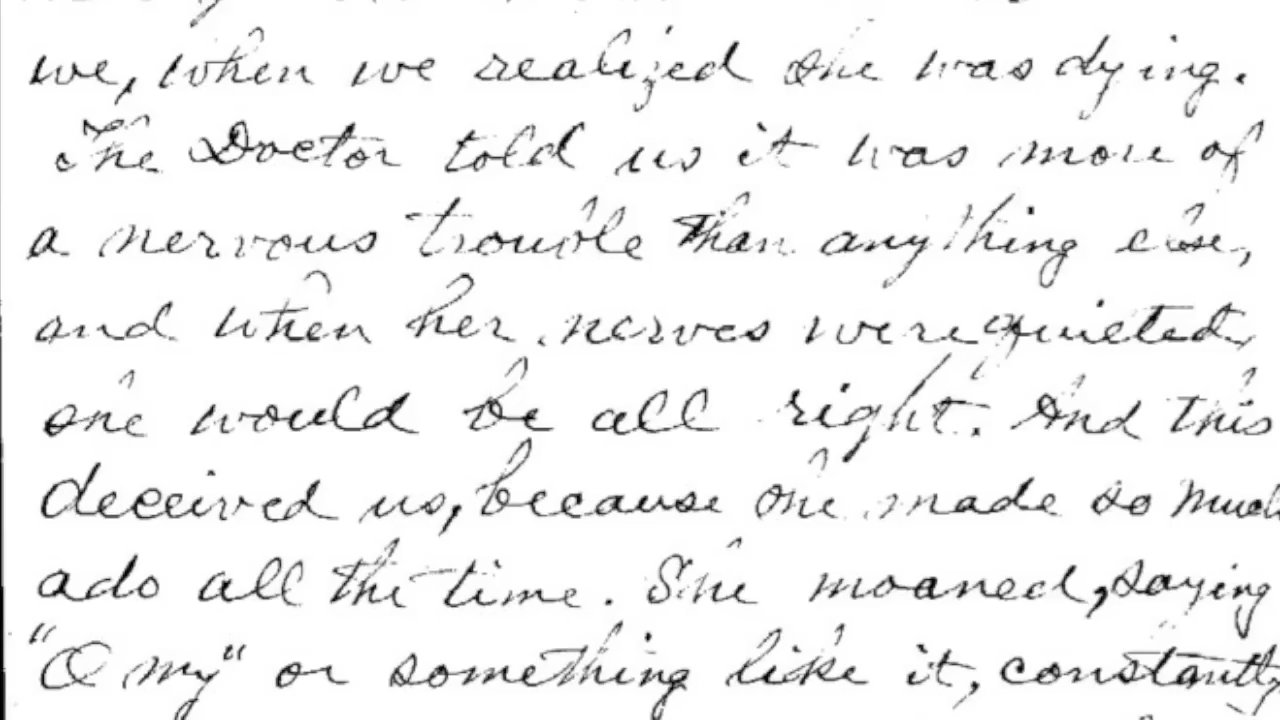 we, when we realized she was dying.
The Doctor told us it was more of
a nervous trouble than anything else,
and when her nerves were quieted,
she would be all right. And this
deceived us, because she made so much
ado all the time. She moaned, saying
"O my" or something like it, constantly